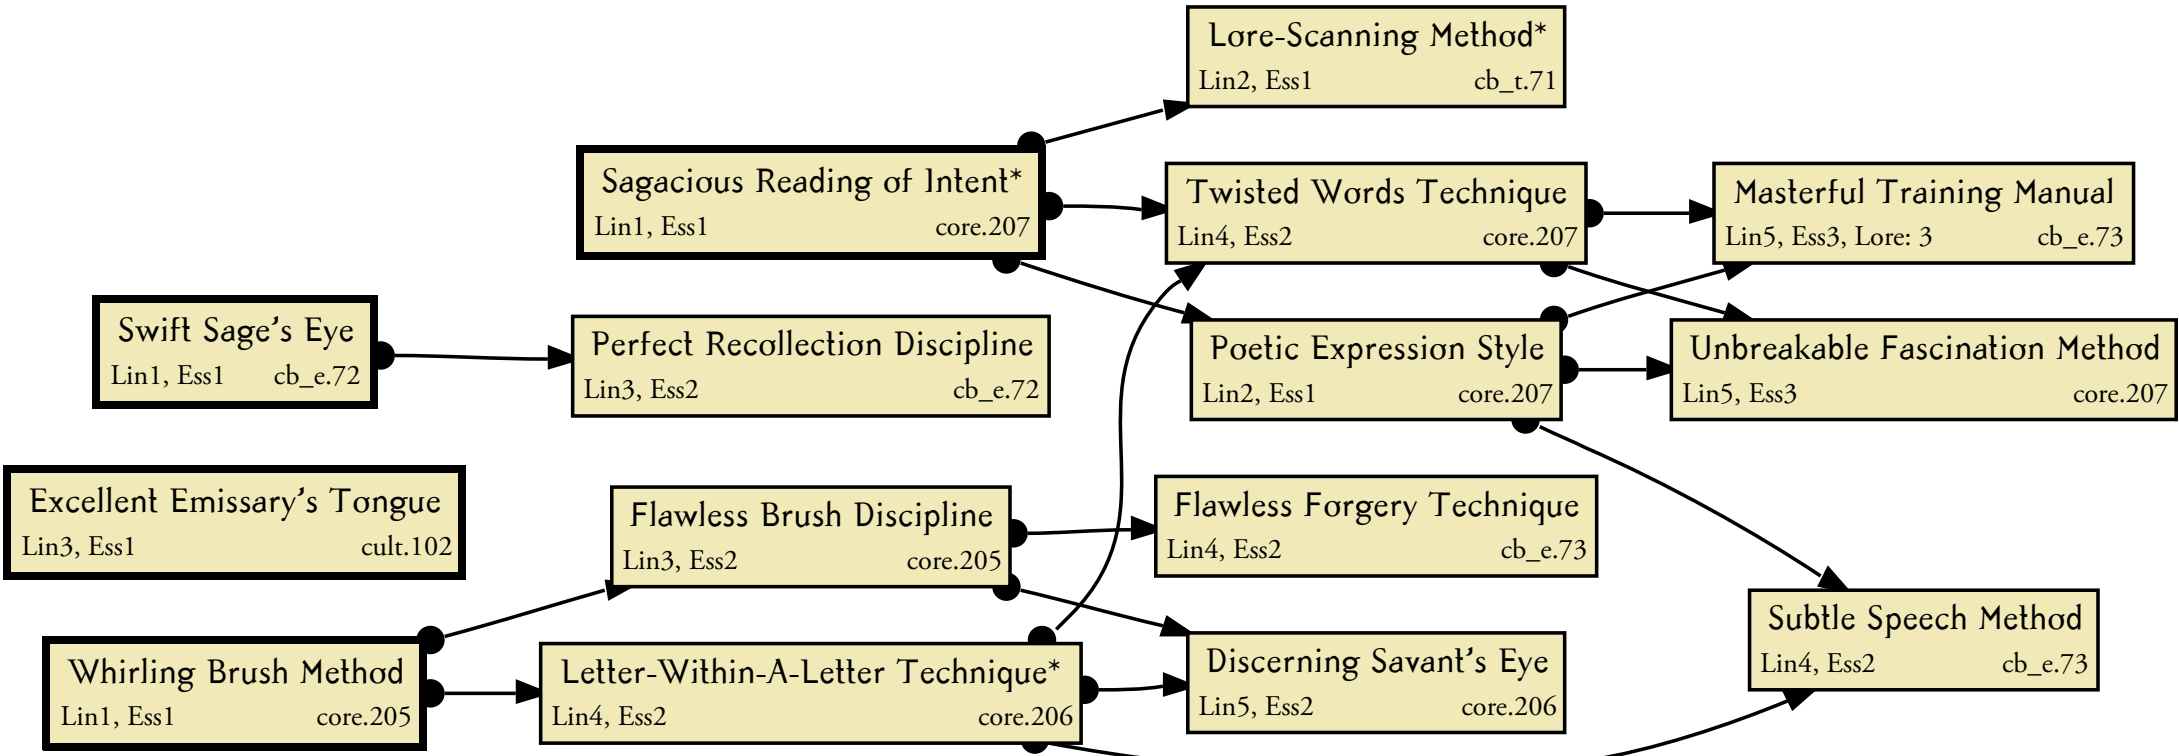 Lore-Scanning Method*
Lin2, Ess1 cb_t.71
Sagacious Reading of Intent*
Lin1, Ess1 core.207
Twisted Words Technique
Lin4, Ess2 core.207
Masterful Training Manual
Lin5, Ess3, Lore: 3 cb_e.73
Swift Sage's Eye
Lin1, Ess1 cb_e.72
Perfect Recollection Discipline
Lin3, Ess2 cb_e.72
Poetic Expression Style
Lin2, Ess1 core.207
Unbreakable Fascination Method
Lin5, Ess3 core.207
Excellent Emissary's Tongue
Lin3, Ess1 cult.102
Flawless Brush Discipline
Lin3, Ess2 core.205
Flawless Forgery Technique
Lin4, Ess2 cb_e.73
Subtle Speech Method
Lin4, Ess2 cb_e.73
Whirling Brush Method
Lin1, Ess1 core.205
Letter-Within-A-Letter Technique*
Lin4, Ess2 core.206
Discerning Savant's Eye
Lin5, Ess2 core.206